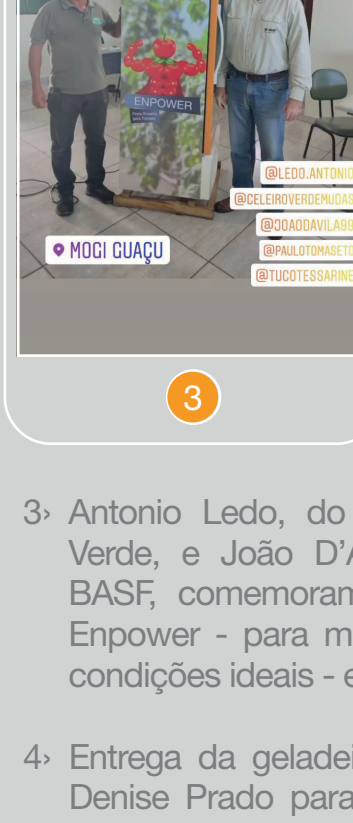 ENPOWER
@LEDO.ANTONIO
@CELEIROVERDEMUDAS
@JOAODAVILA99
MOGI GUAÇU
@PAULOTOMASETO
@TUCOTESSARINE
3
3› Antonio Ledo, do
Verde, e João D’A
BASF, comemoram
Enpower - para m
condições ideais - e
4› Entrega da geladei
Denise Prado para